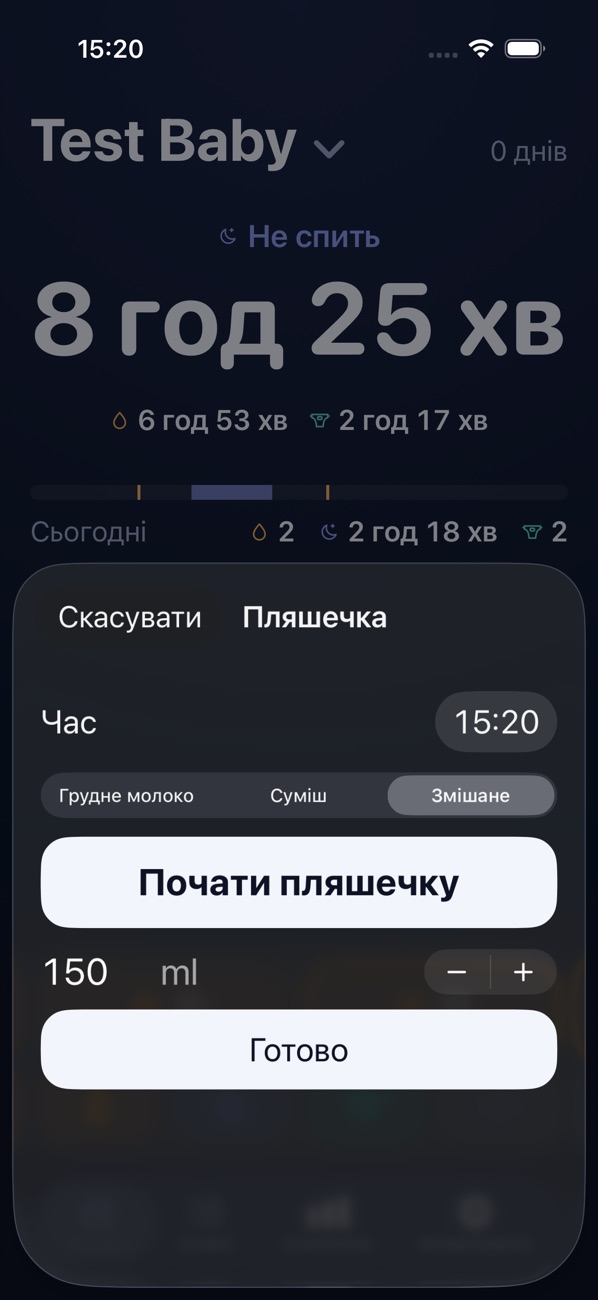 15:20
Test Baby
0 днів
Не спить
8 год 25 хв
6 год 53 хв 2 год 17 хв
Сьогодні 2 2 год 18 хв 2
Скасувати Пляшечка
Час 15:20
Грудне молоко Суміш Змішане
Почати пляшечку
150 ml − +
Готово